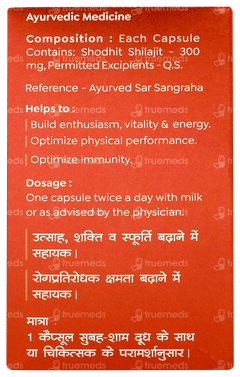 Ayurvedic Medicine
Composition : Each Capsule
Contains: Shodhit Shilajit - 300
mg, Permitted Excipients - Q.S.
Reference - Ayurved Sar Sangraha
Helps to :
Build enthusiasm, vitality & energy.
Optimize physical performance.
Optimize immunity.
Dosage :
One capsule twice a day with milk
or as advised by the physician.
उत्साह, शक्ति व स्फूर्ति बढ़ाने में
सहायक।
रोगप्रतिरोधक क्षमता बढ़ाने में
सहायक।
मात्रा :
1 कैप्सूल सुबह-शाम दूध के साथ
या चिकित्सक के परामर्शानुसार।